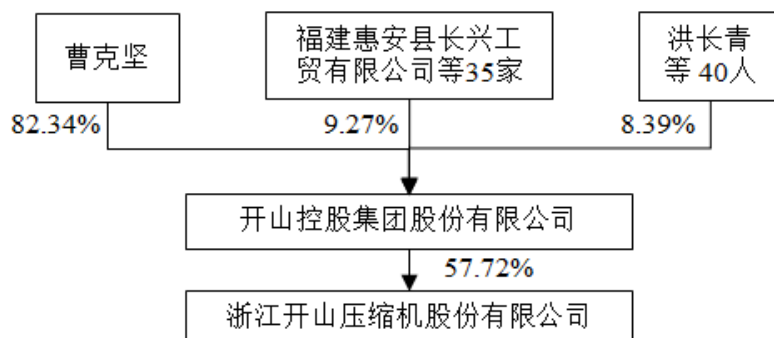 曹克坚
福建惠安县长兴工
贸有限公司等35家
洪长青
等 40人
82.34%
9.27%
8.39%
开山控股集团股份有限公司
57.72%
浙江开山压缩机股份有限公司